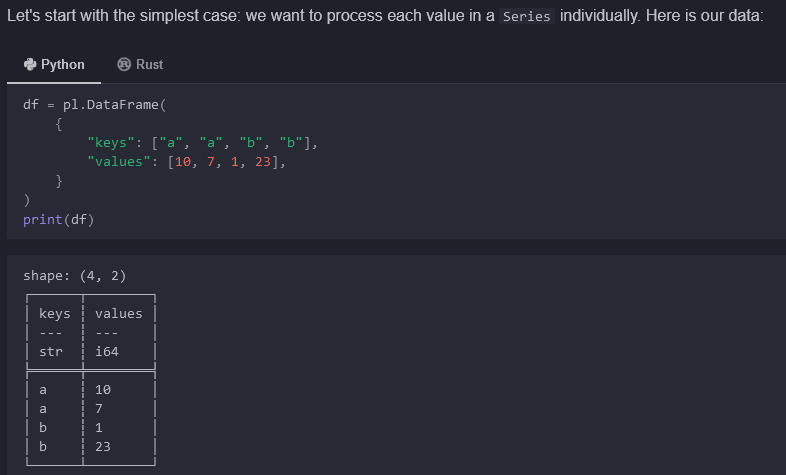 Let's start with the simplest case: we want to process each value in a Series individually. Here is our data:
Python Rust
df = pl.DataFrame(
    {
        "keys": ["a", "a", "b", "b"],
        "values": [10, 7, 1, 23],
    }
)
print(df)
shape: (4, 2)
┌──────┬────────┐
│ keys ┆ values │
│ ---  ┆ ---    │
│ str  ┆ i64    │
╞══════╪════════╡
│ a    ┆ 10     │
│ a    ┆ 7      │
│ b    ┆ 1      │
│ b    ┆ 23     │
└──────┴────────┘